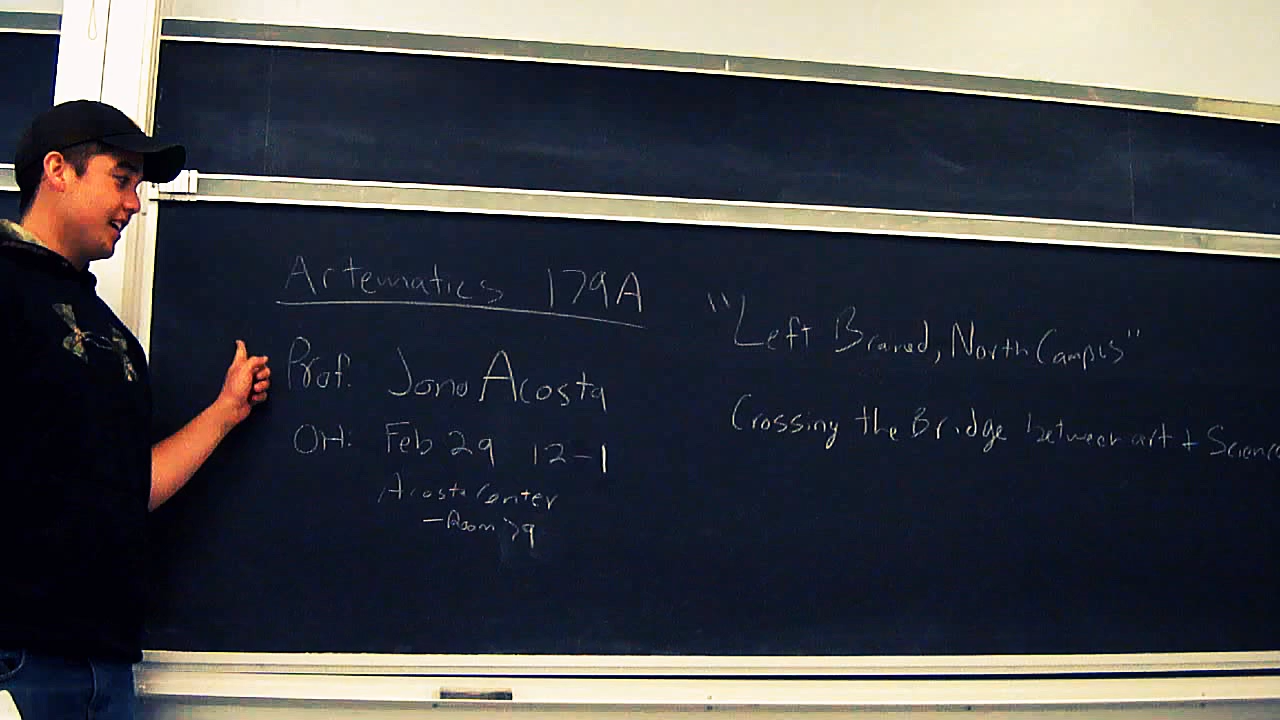 Artematics 179A
Prof: Jono Acosta
OH: Feb 29 12-1
Acosta Center
- Room 79
"Left Brained, North Campus"
Crossing the Bridge between art + Science